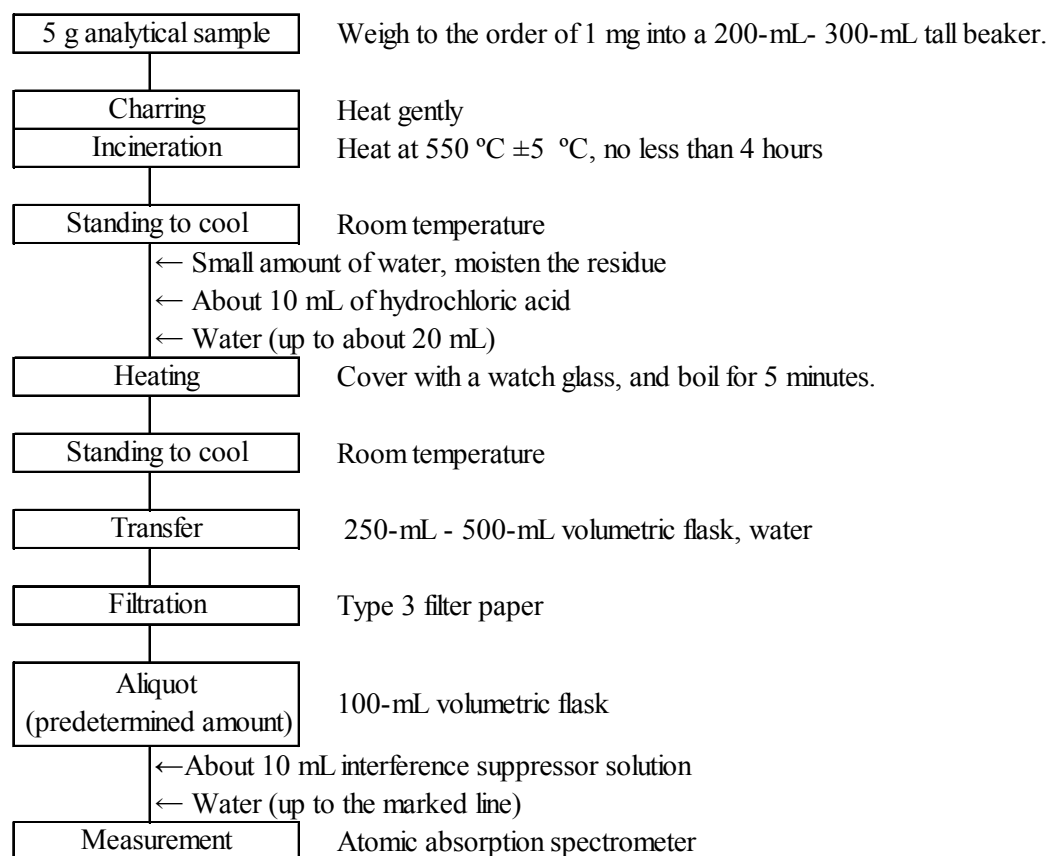 5 g analytical sample Weigh to the order of 1 mg into a 200-mL- 300-mL tall beaker.
Charring Heat gently
Incineration Heat at 550 ºC ±5 ºC, no less than 4 hours
Standing to cool Room temperature
← Small amount of water, moisten the residue
← About 10 mL of hydrochloric acid
← Water (up to about 20 mL)
Heating Cover with a watch glass, and boil for 5 minutes.
Standing to cool Room temperature
Transfer 250-mL - 500-mL volumetric flask, water
Filtration Type 3 filter paper
Aliquot
(predetermined amount) 100-mL volumetric flask
←About 10 mL interference suppressor solution
← Water (up to the marked line)
Measurement Atomic absorption spectrometer